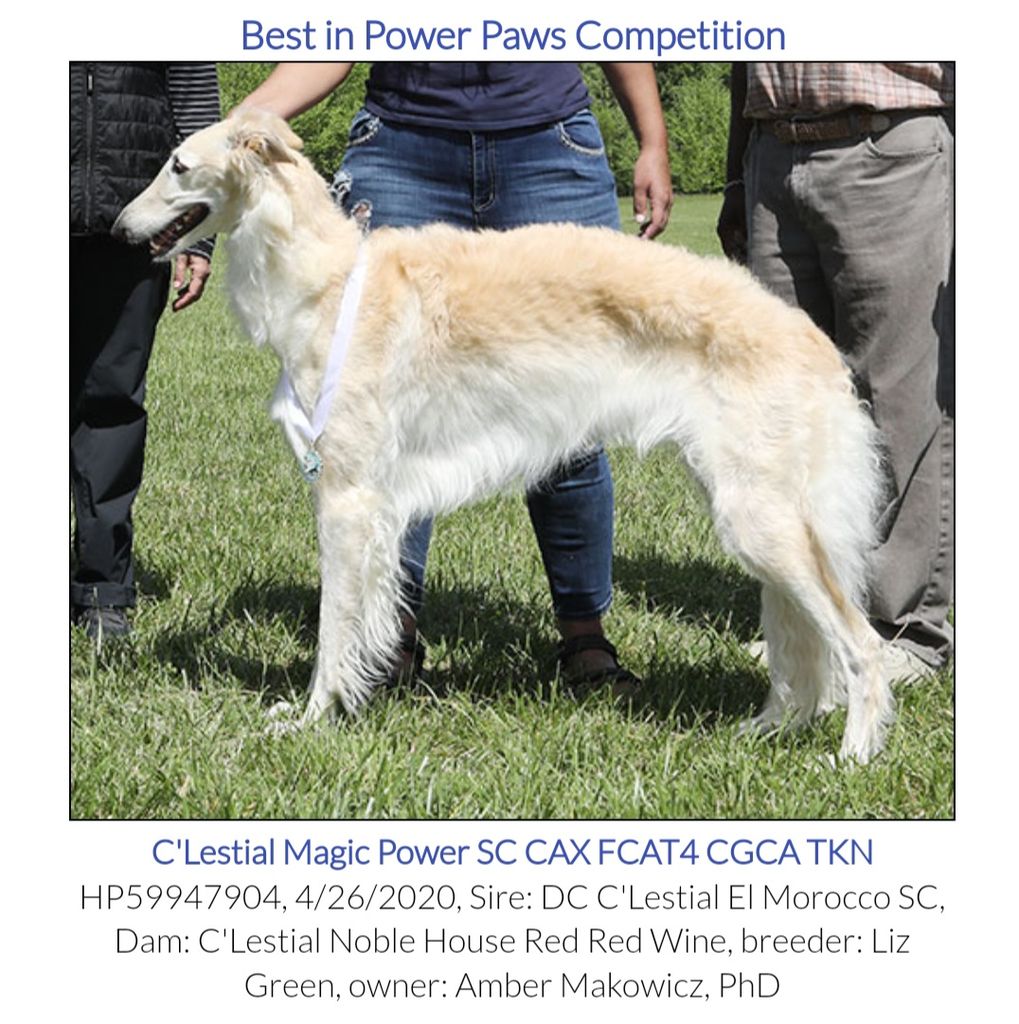 Best in Power Paws Competition
C'Lestial Magic Power SC CAX FCAT4 CGCA TKN
HP59947904, 4/26/2020, Sire: DC C'Lestial El Morocco SC,
Dam: C'Lestial Noble House Red Red Wine, breeder: Liz
Green, owner: Amber Makowicz, PhD